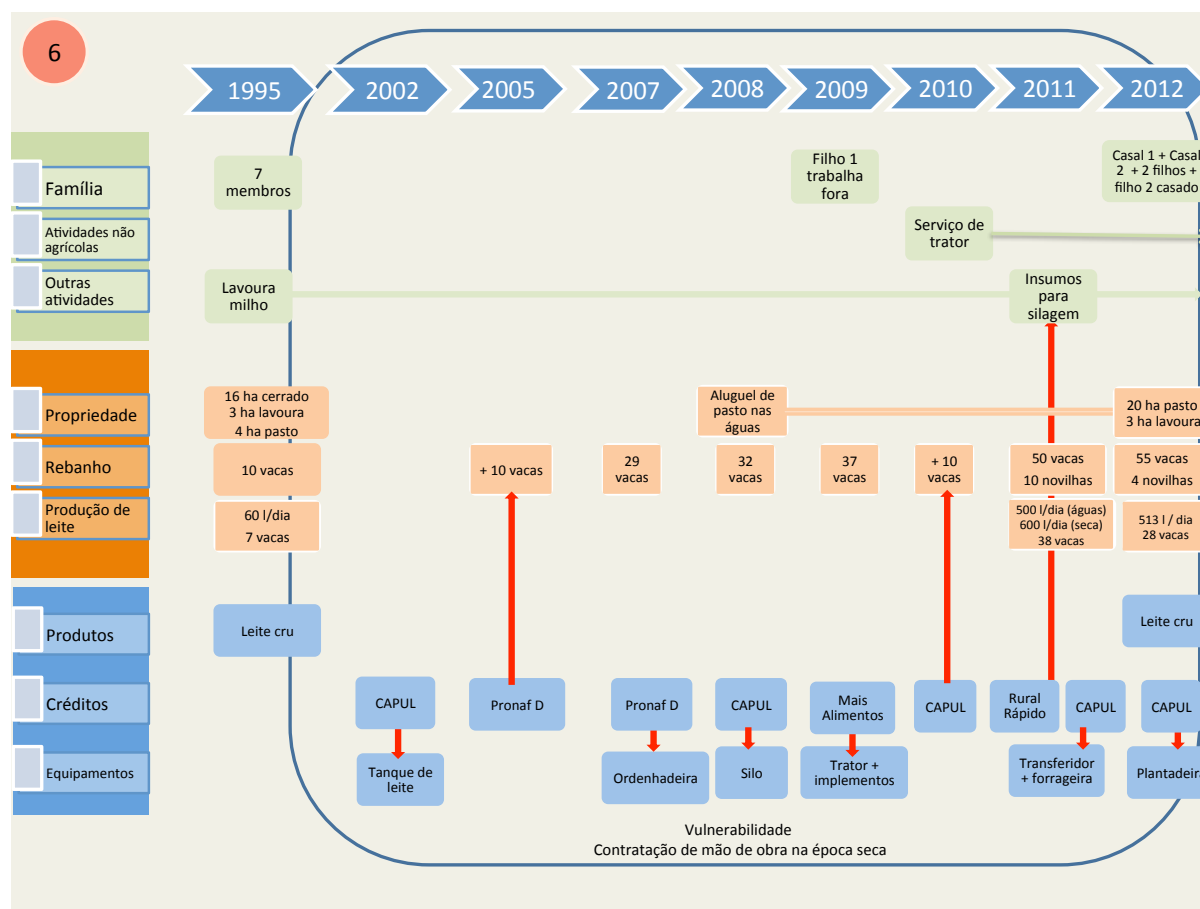 6
1995
2002
2005
2007
2008
2009
2010
2011
2012
Família
7
membros
Filho 1
trabalha
fora
Casal 1 + Casal
2 + 2 filhos +
filho 2 casado
Atividades não
agrícolas
Serviço de
trator
Outras
atividades
Lavoura
milho
Insumos
para
silagem
Propriedade
16 ha cerrado
3 ha lavoura
4 ha pasto
Aluguel de
pasto nas
águas
20 ha pasto
3 ha lavoura
Rebanho
10 vacas
+ 10 vacas
29
vacas
32
vacas
37
vacas
+ 10
vacas
50 vacas
10 novilhas
55 vacas
4 novilhas
Produção de
leite
60 l/dia
7 vacas
500 l/dia (águas)
600 l/dia (seca)
38 vacas
513 l / dia
28 vacas
Produtos
Leite cru
Leite cru
Créditos
CAPUL
Pronaf D
Pronaf D
CAPUL
Mais
Alimentos
CAPUL
Rural
Rápido
CAPUL
CAPUL
Equipamentos
Tanque de
leite
Ordenhadeira
Silo
Trator +
implementos
Transferidor
+ forrageira
Plantadeira
Vulnerabilidade
Contratação de mão de obra na época seca